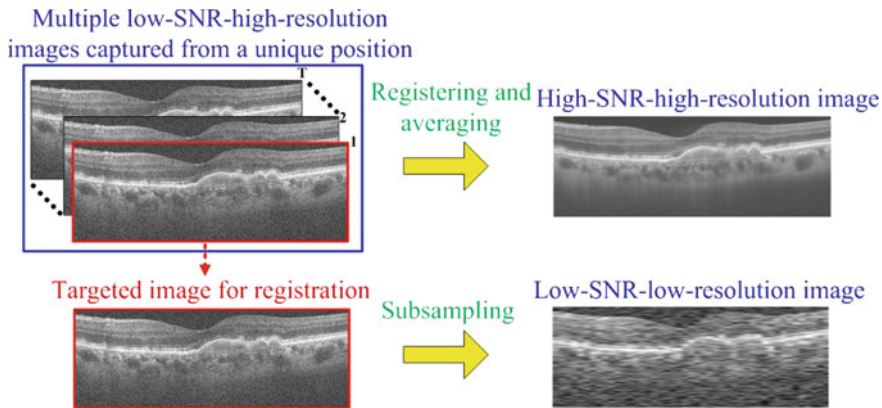 Multiple low-SNR-high-resolution
images captured from a unique position
T
2
1
Registering and
averaging
High-SNR-high-resolution image
Targeted image for registration
Subsampling
Low-SNR-low-resolution image